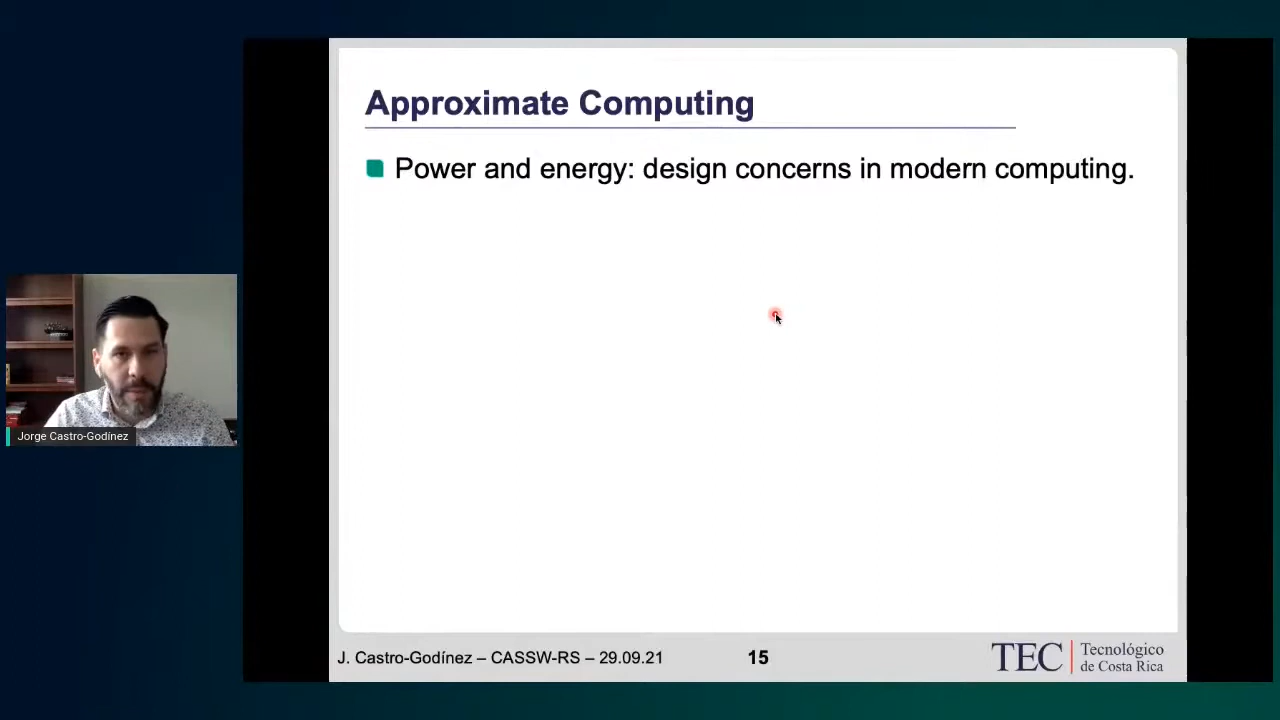 Approximate Computing
Power and energy: design concerns in modern computing.
Jorge Castro-Godínez
J. Castro-Godínez – CASSW-RS – 29.09.21
15
TEC
Tecnológico
de Costa Rica